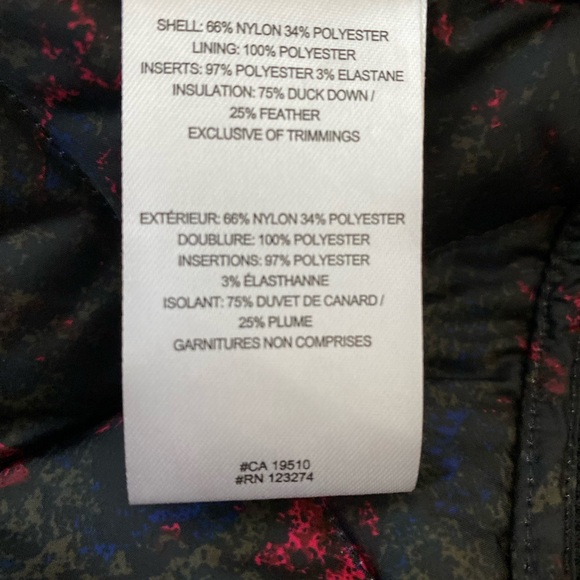 SHELL: 66% NYLON 34% POLYESTER
LINING: 100% POLYESTER
INSERTS: 97% POLYESTER 3% ELASTANE
INSULATION: 75% DUCK DOWN /
25% FEATHER
EXCLUSIVE OF TRIMMINGS
EXTÉRIEUR: 66% NYLON 34% POLYESTER
DOUBLURE: 100% POLYESTER
INSERTIONS: 97% POLYESTER
3% ÉLASTHANNE
ISOLANT: 75% DUVET DE CANARD /
25% PLUME
GARNITURES NON COMPRISES
#CA 19510
#RN 123274